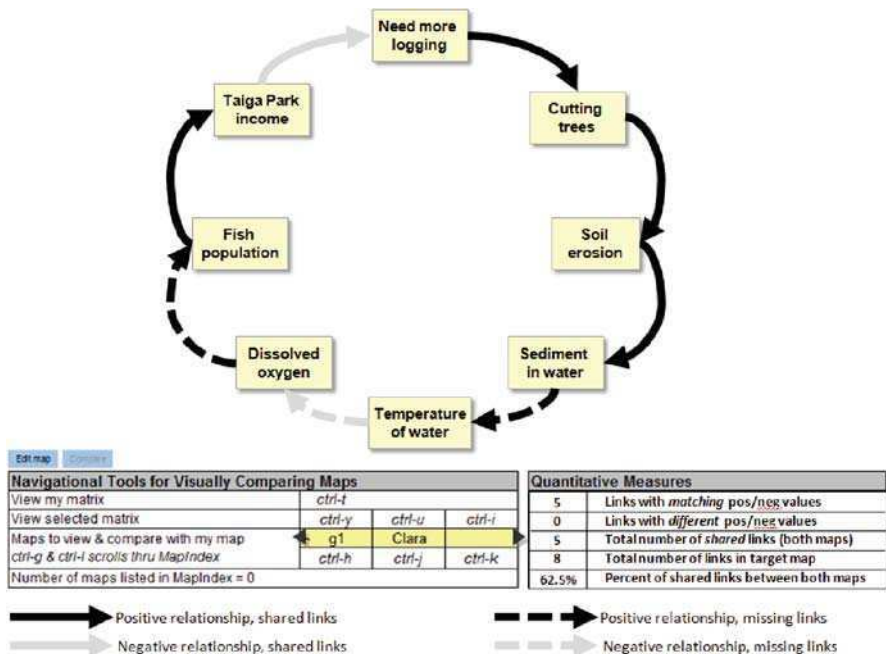 Need more
logging
Taiga Park
income
Cutting
trees
Fish
population
Soil
erosion
Dissolved
oxygen
Sediment
in water
Temperature
of water
Edit map Compare
Navigational Tools for Visually Comparing Maps
View my matrix ctrl-t
View selected matrix ctrl-y ctrl-u ctrl-i
Maps to view & compare with my map g1 Clara
ctrl-g & ctrl-l scrolls thru MapIndex ctrl-h ctrl-j ctrl-k
Number of maps listed in MapIndex = 0
Quantitative Measures
5 Links with matching pos/neg values
0 Links with different pos/neg values
5 Total number of shared links (both maps)
8 Total number of links in target map
62.5% Percent of shared links between both maps
Positive relationship, shared links
Positive relationship, missing links
Negative relationship, shared links
Negative relationship, missing links